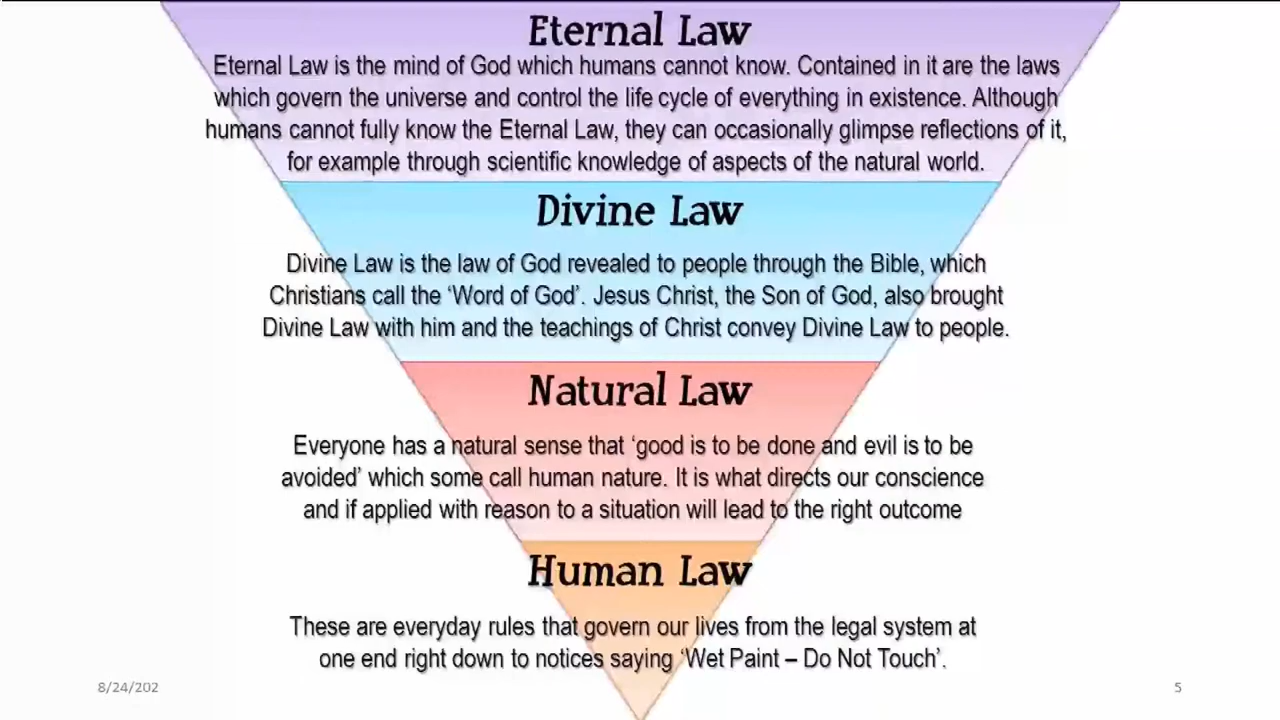 Eternal Law
Eternal Law is the mind of God which humans cannot know. Contained in it are the laws
which govern the universe and control the life cycle of everything in existence. Although
humans cannot fully know the Eternal Law, they can occasionally glimpse reflections of it,
for example through scientific knowledge of aspects of the natural world.
Divine Law
Divine Law is the law of God revealed to people through the Bible, which
Christians call the ‘Word of God’. Jesus Christ, the Son of God, also brought
Divine Law with him and the teachings of Christ convey Divine Law to people.
Natural Law
Everyone has a natural sense that ‘good is to be done and evil is to be
avoided’ which some call human nature. It is what directs our conscience
and if applied with reason to a situation will lead to the right outcome
Human Law
These are everyday rules that govern our lives from the legal system at
one end right down to notices saying ‘Wet Paint – Do Not Touch’.
8/24/202
5